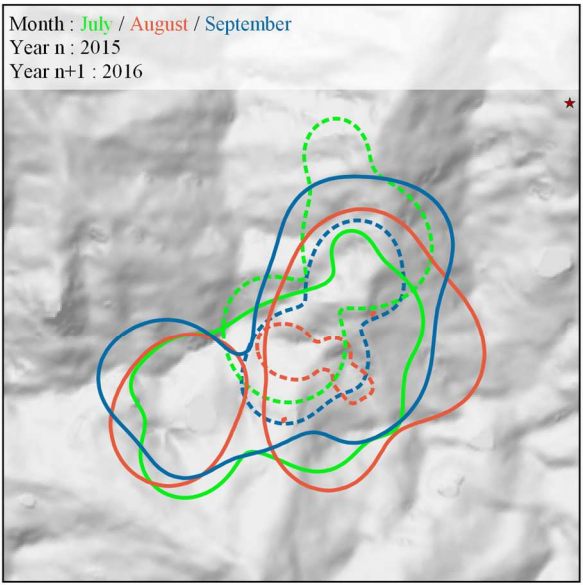 Month : July / August / September
Year n : 2015
Year n+1 : 2016